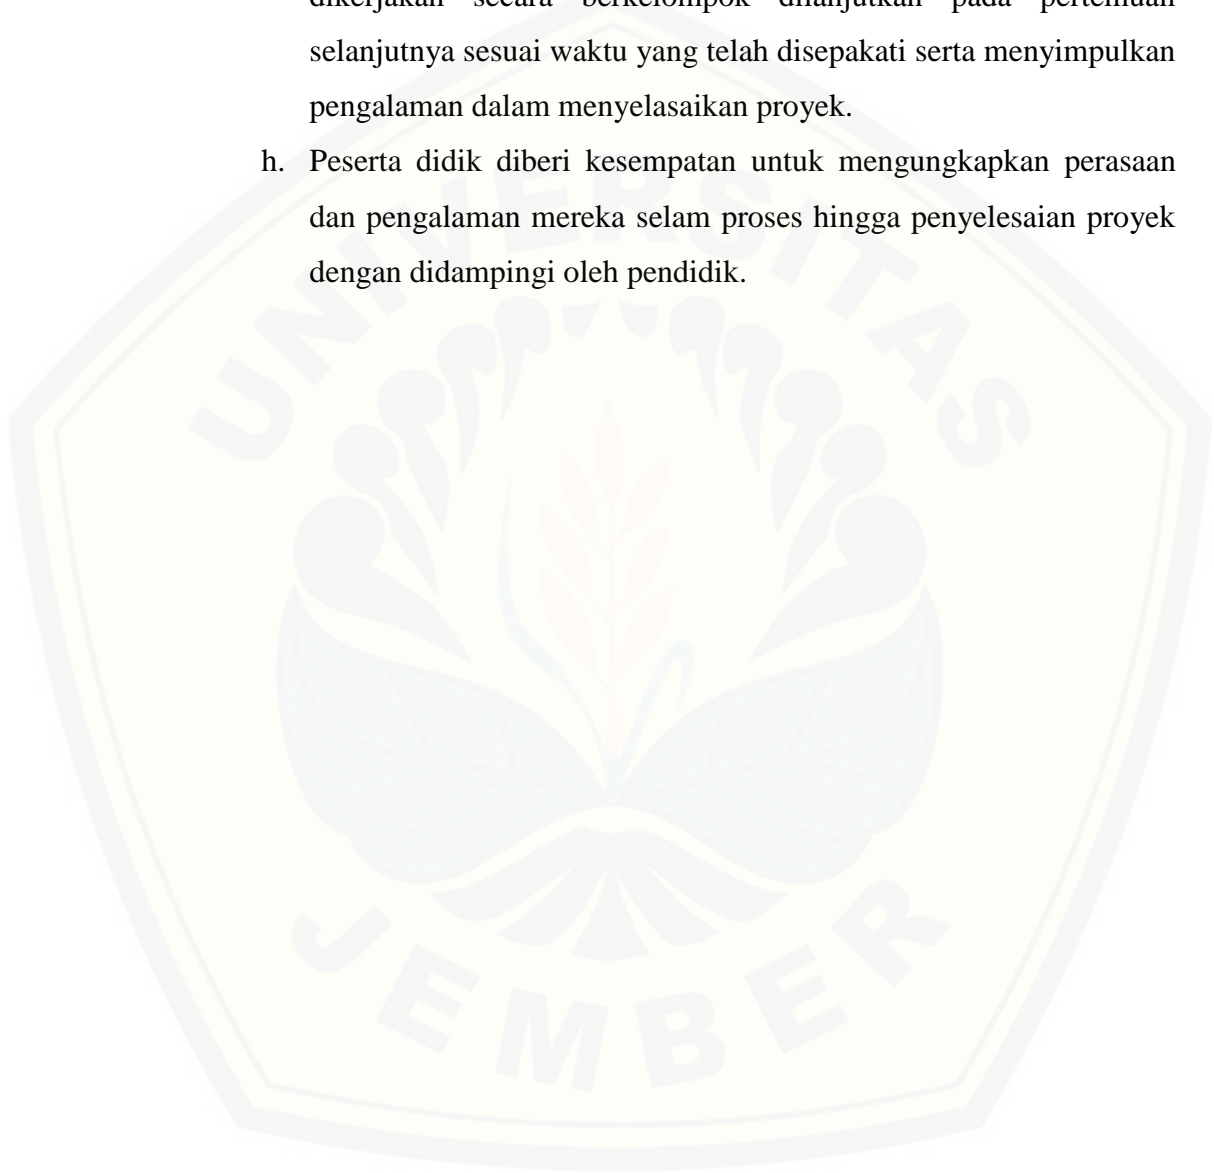 dikerjakan secara berkelompok dilanjutkan pada pertemuan
selanjutnya sesuai waktu yang telah disepakati serta menyimpulkan
pengalaman dalam menyelasaikan proyek.
h. Peserta didik diberi kesempatan untuk mengungkapkan perasaan
dan pengalaman mereka selam proses hingga penyelesaian proyek
dengan didampingi oleh pendidik.
UNIVERSITAS
JEMBER